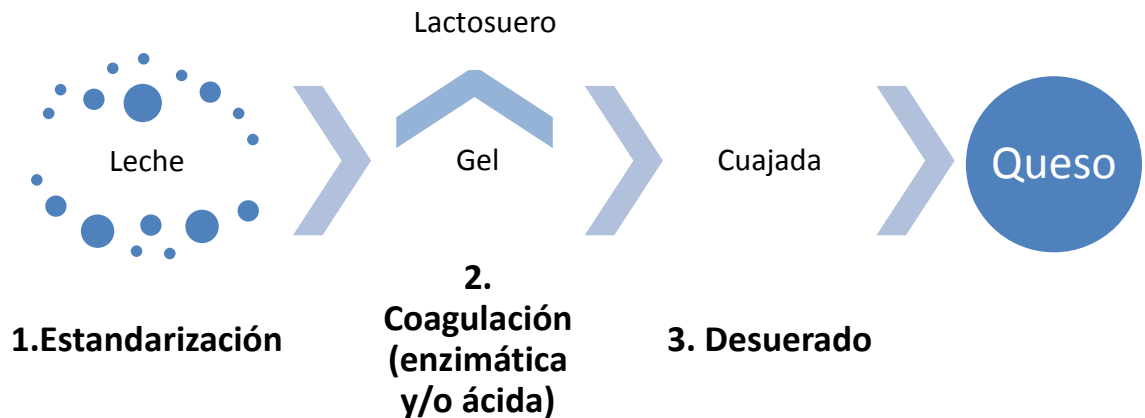 Lactosuero
Leche
Gel
Cuajada
Queso
1.Estandarización
2.
Coagulación
(enzimática
y/o ácida)
3. Desuerado